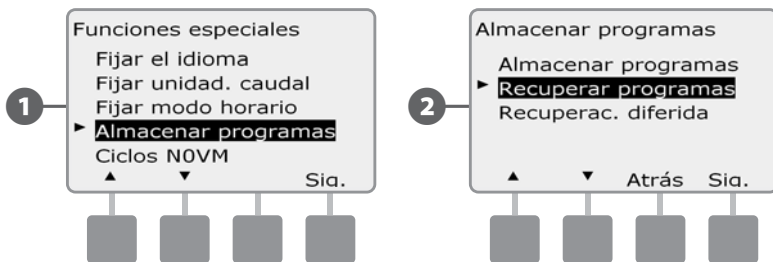 1
Funciones especiales
Fijar el idioma
Fijar unidad. caudal
Fijar modo horario
Almacenar programas
Ciclos N0VM
Sig.
2
Almacenar programas
Almacenar programas
Recuperar programas
Recuperac. diferida
Atrás Sig.